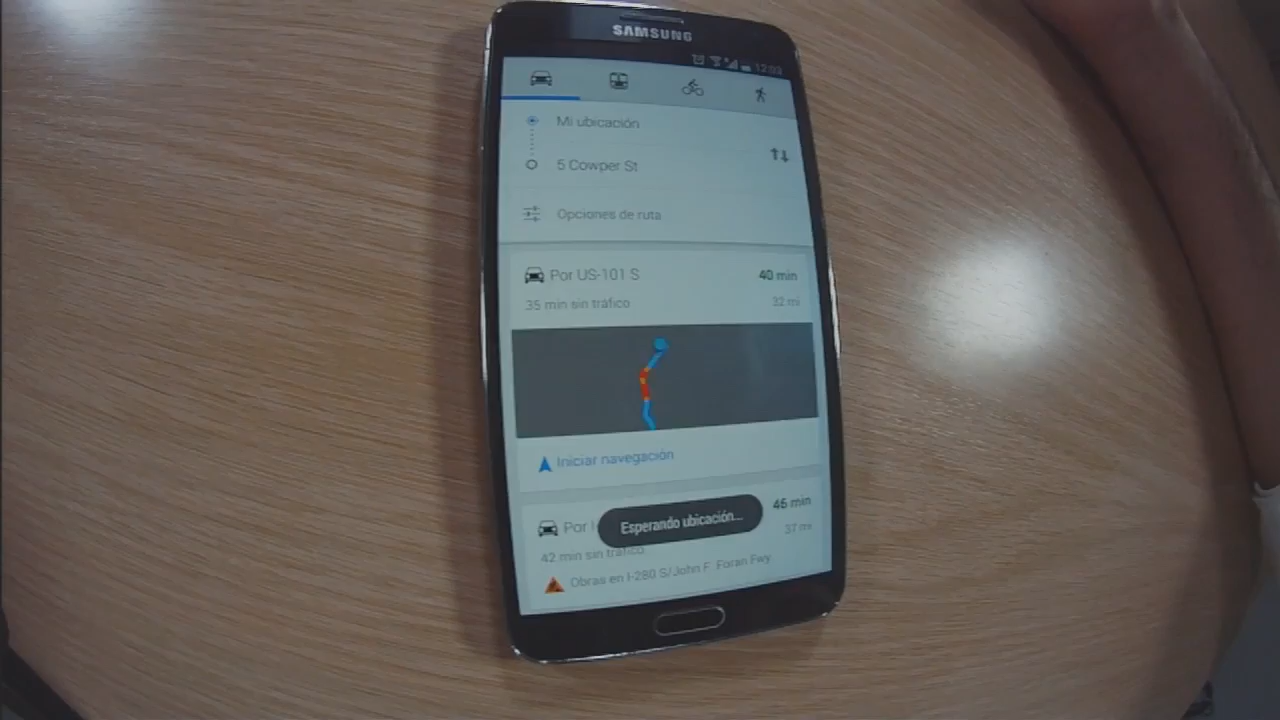 SAMSUNG
12:03
Mi ubicación
5 Cowper St
Opciones de ruta
Por US-101 S 40 min
35 min sin tráfico 32 mi
Iniciar navegación
Por 45 min
Esperando ubicación...
42 min sin tráfico 37 mi
Obras en I-280 S/John F. Foran Fwy